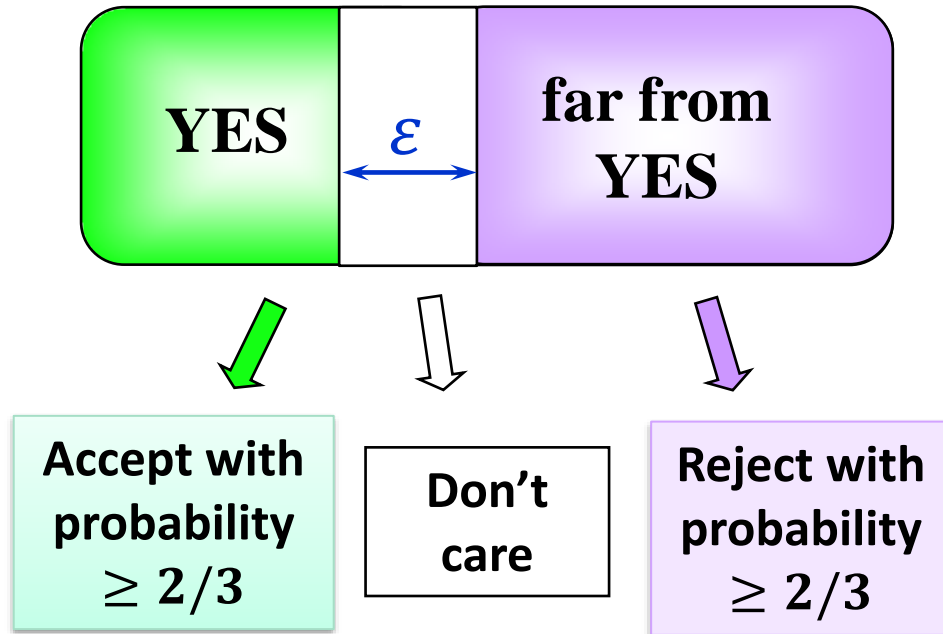 YES
ε
far from
YES
Accept with
probability
≥ 2/3
Don’t
care
Reject with
probability
≥ 2/3